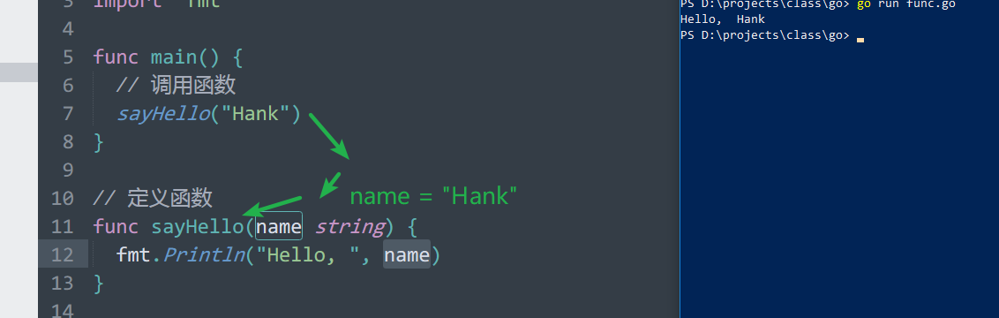 3 import "fmt"
4
5 func main() {
6 // 调用函数
7 sayHello("Hank")
8 }
9
10 // 定义函数
name = "Hank"
11 func sayHello(name string) {
12 fmt.Println("Hello, ", name)
13 }
14
PS D:\projects\class\go> go run func.go
Hello,  Hank
PS D:\projects\class\go>